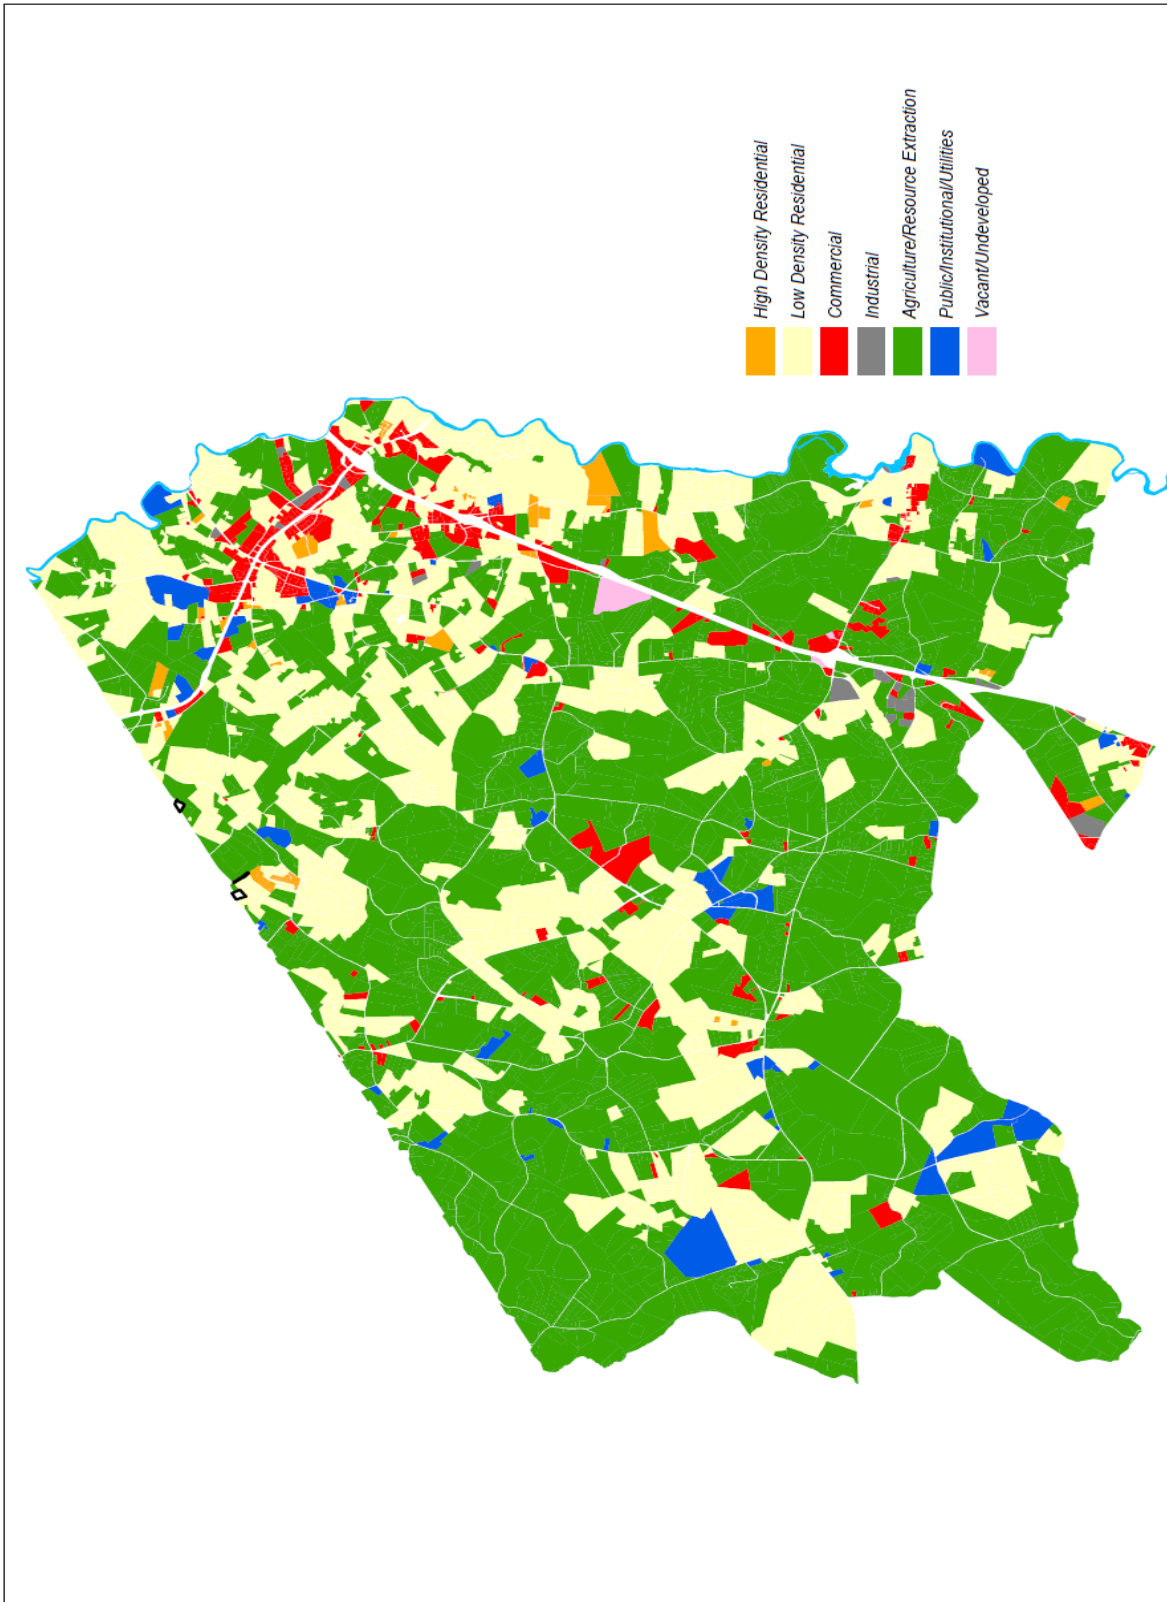 High Density Residential
Low Density Residential
Commercial
Industrial
Agriculture/Resource Extraction
Public/Institutional/Utilities
Vacant/Undeveloped